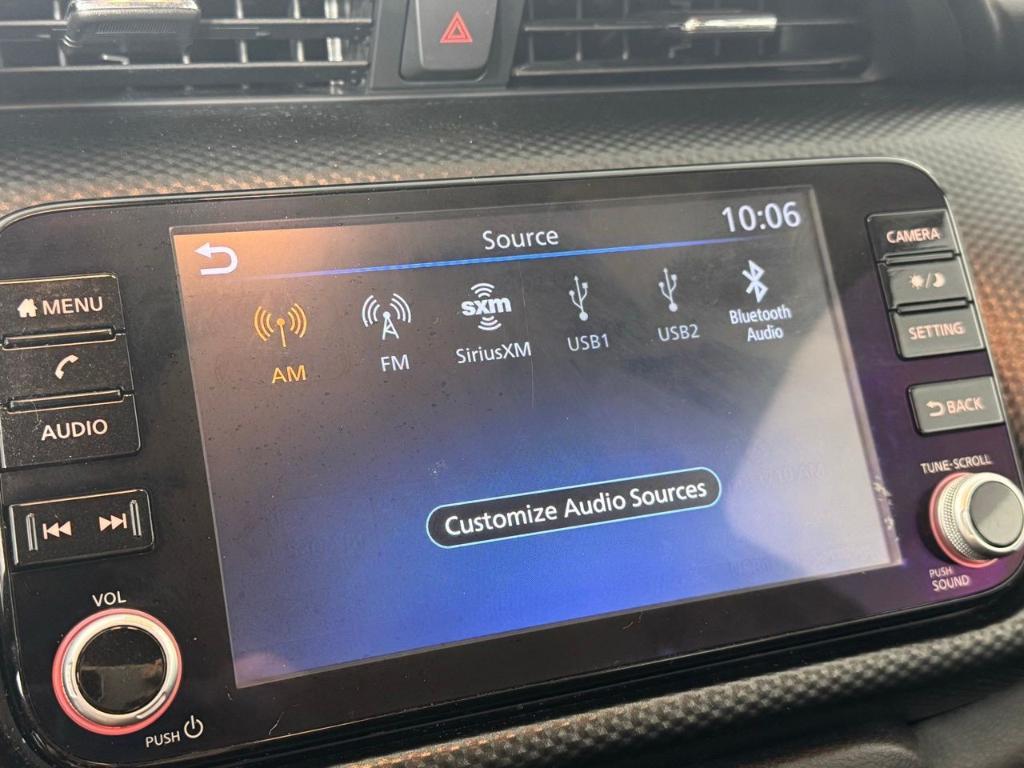 Source
10:06
AM
FM
sxm
SiriusXM
USB1
USB2
Bluetooth
Audio
Customize Audio Sources
MENU
AUDIO
VOL
PUSH
CAMERA
SETTING
BACK
TUNE·SCROLL
PUSH
SOUND